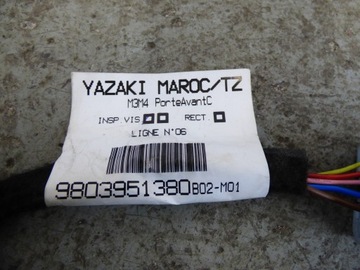 YAZAKI MAROC/TZ
M3M4 PorteAvantC
INSP.VIS. RECT.
LIGNE N°06
9803951380B02-M01